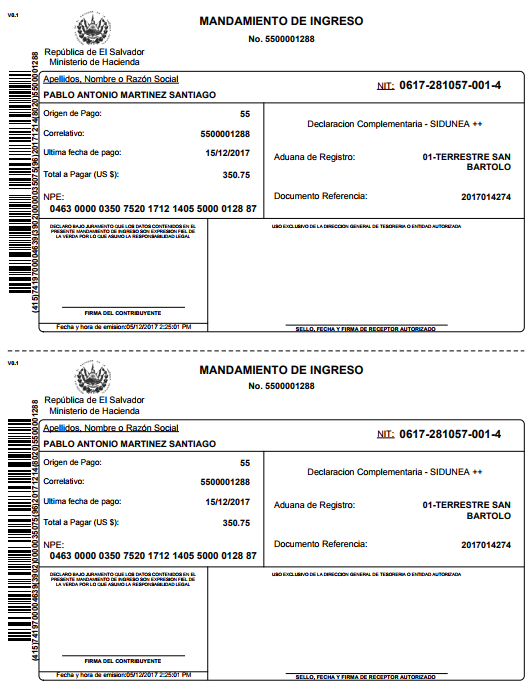 V0.1
MANDAMIENTO DE INGRESO
No. 5500001288
República de El Salvador
Ministerio de Hacienda
Apellidos, Nombre o Razón Social
PABLO ANTONIO MARTINEZ SANTIAGO
NIT: 0617-281057-001-4
Origen de Pago: 55
Correlativo: 5500001288
Ultima fecha de pago: 15/12/2017
Total a Pagar (US $): 350.75
NPE:
0463 0000 0350 7520 1712 1405 5000 0128 87
Declaracion Complementaria - SIDUNEA ++
Aduana de Registro: 01-TERRESTRE SAN
BARTOLO
Documento Referencia: 2017014274
DECLARO BAJO JURAMENTO QUE LOS DATOS CONTENIDOS EN EL
PRESENTE MANDAMIENTO DE INGRESO SON EXPRESION FIEL DE
LA VERDA POR LO QUE ASUMO LA RESPONSABILIDAD LEGAL
USO EXCLUSIVO DE LA DIRECCION GENERAL DE TESORERIA O ENTIDAD AUTORIZADO
FIRMA DEL CONTRIBUYENTE
Fecha y hora de emision:05/12/2017 2:25:01 PM
SELLO, FECHA Y FIRMA DE RECEPTOR AUTORIZADO
V0.1
MANDAMIENTO DE INGRESO
No. 5500001288
República de El Salvador
Ministerio de Hacienda
Apellidos, Nombre o Razón Social
PABLO ANTONIO MARTINEZ SANTIAGO
NIT: 0617-281057-001-4
Origen de Pago: 55
Correlativo: 5500001288
Ultima fecha de pago: 15/12/2017
Total a Pagar (US $): 350.75
NPE:
0463 0000 0350 7520 1712 1405 5000 0128 87
Declaracion Complementaria - SIDUNEA ++
Aduana de Registro: 01-TERRESTRE SAN
BARTOLO
Documento Referencia: 2017014274
DECLARO BAJO JURAMENTO QUE LOS DATOS CONTENIDOS EN EL
PRESENTE MANDAMIENTO DE INGRESO SON EXPRESION FIEL DE
LA VERDA POR LO QUE ASUMO LA RESPONSABILIDAD LEGAL
USO EXCLUSIVO DE LA DIRECCION GENERAL DE TESORERIA O ENTIDAD AUTORIZADO
FIRMA DEL CONTRIBUYENTE
Fecha y hora de emision:05/12/2017 2:25:01 PM
SELLO, FECHA Y FIRMA DE RECEPTOR AUTORIZADO